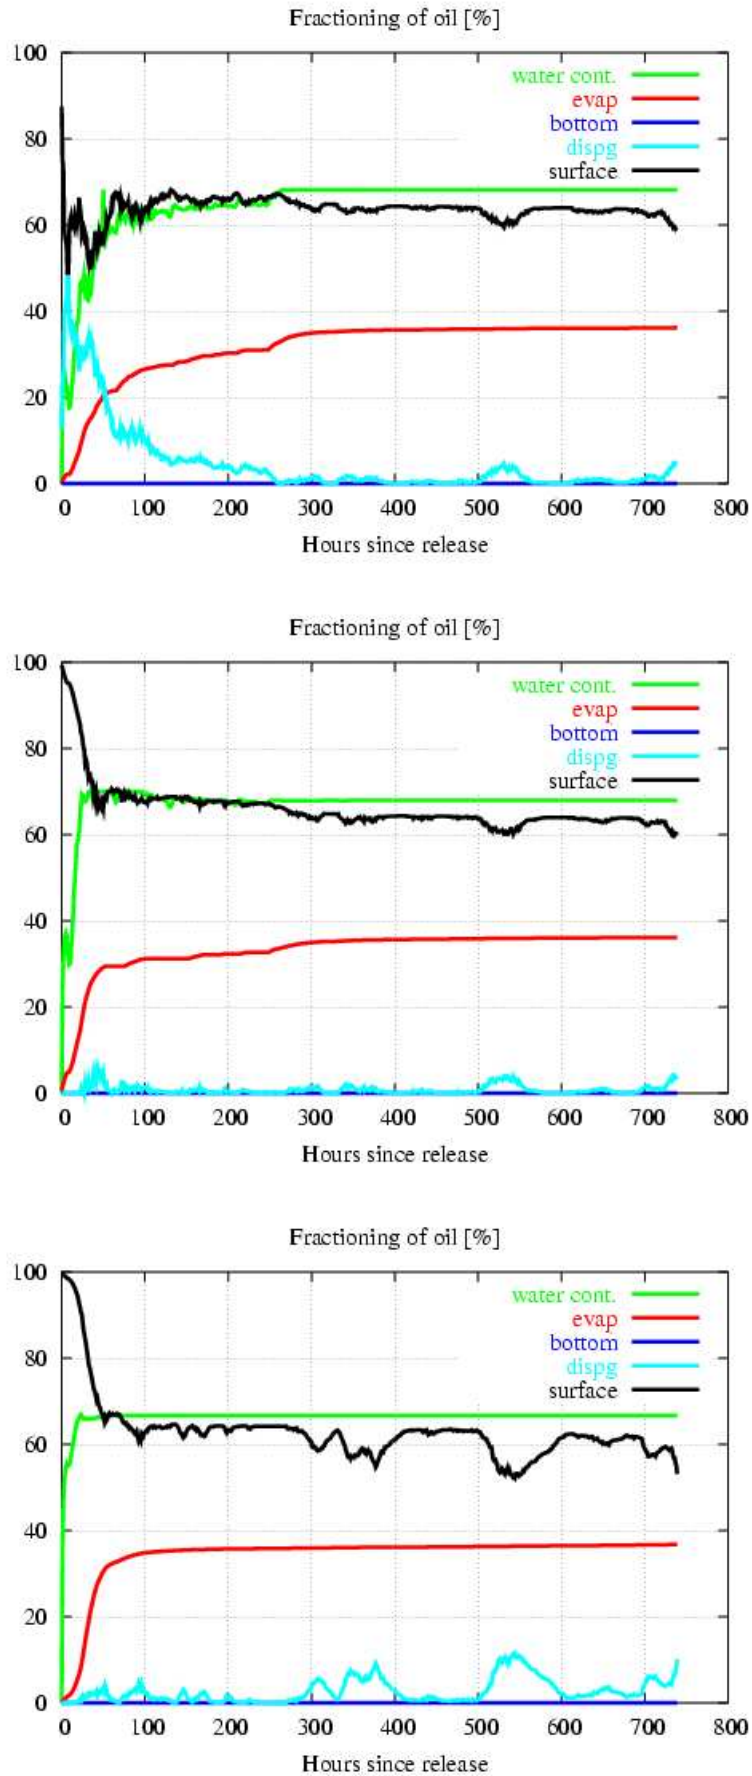 Fractioning of oil [%]
100
water cont.
evap
80
bottom
dispg
surface
60
40
20
0
0 100 200 300 400 500 600 700 800
Hours since release
Fractioning of oil [%]
100
water cont.
evap
80
bottom
dispg
surface
60
40
20
0
0 100 200 300 400 500 600 700 800
Hours since release
Fractioning of oil [%]
100
water cont.
evap
80
bottom
dispg
surface
60
40
20
0
0 100 200 300 400 500 600 700 800
Hours since release